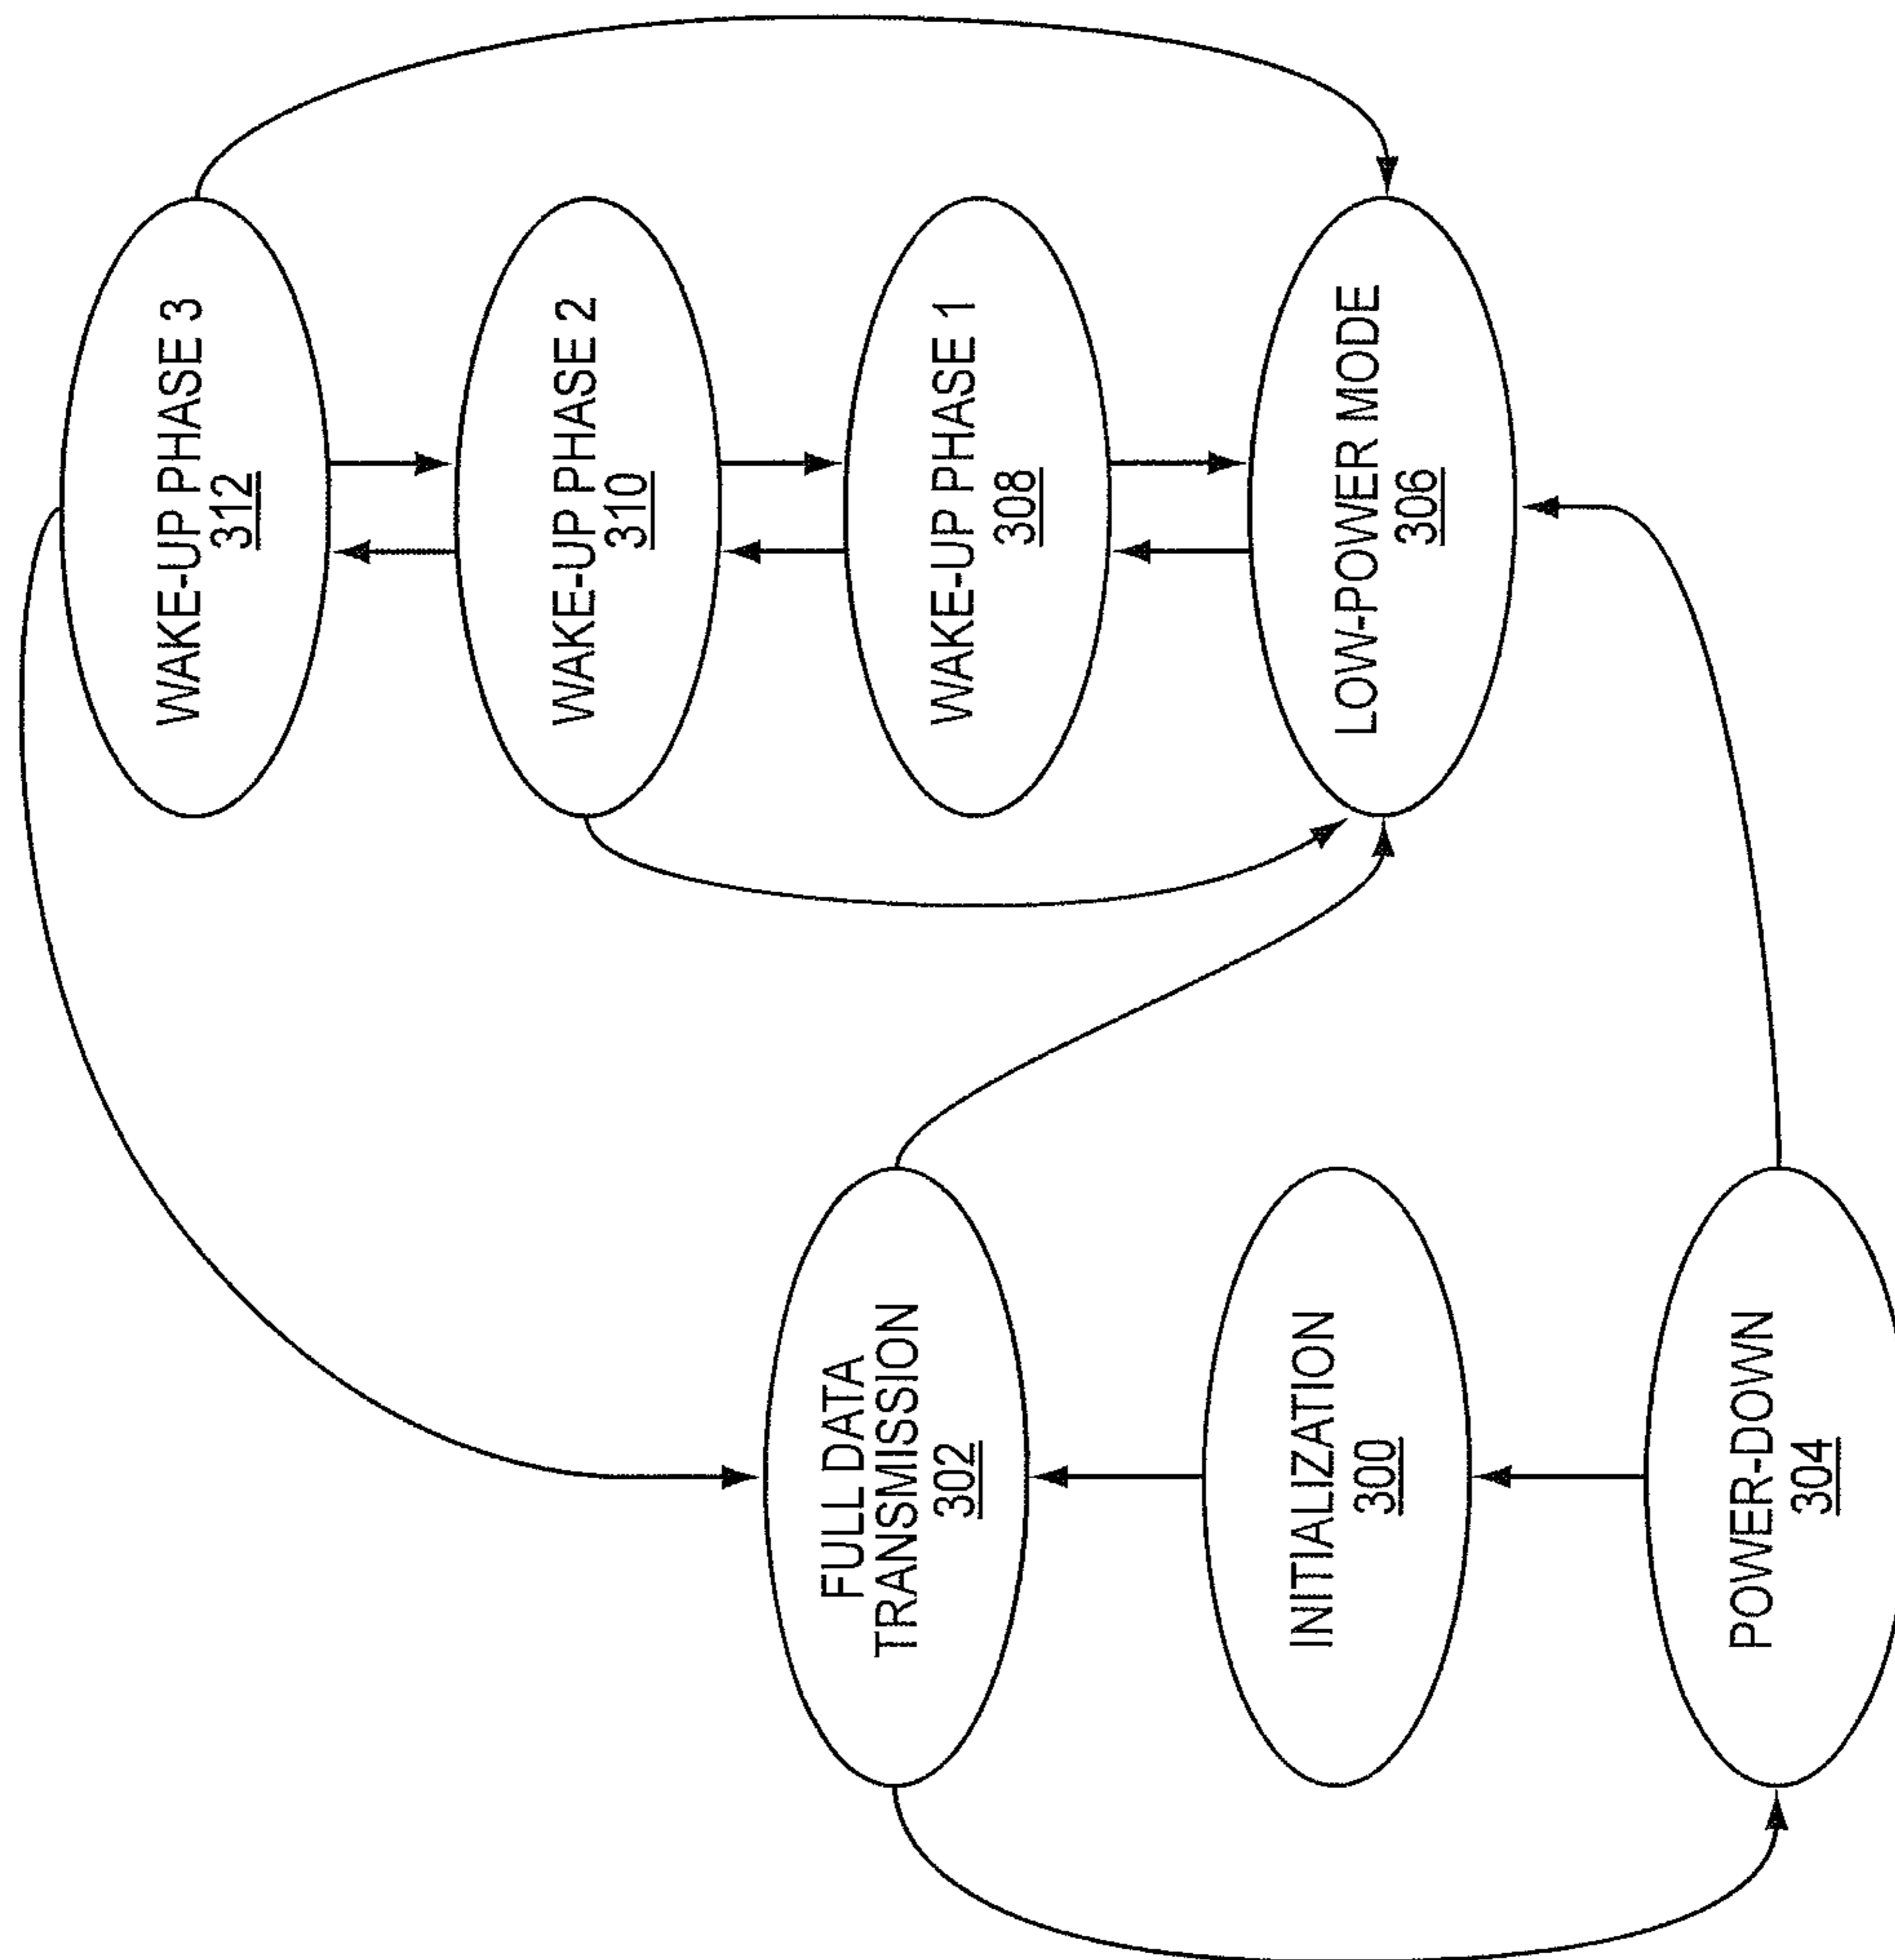 WAKE-UP PHASE 3
312
WAKE-UP PHASE 2
310
WAKE-UP PHASE 1
308
LOW-POWER MODE
306
FULL DATA
TRANSMISSION
302
INITIALIZATION
300
POWER-DOWN
304